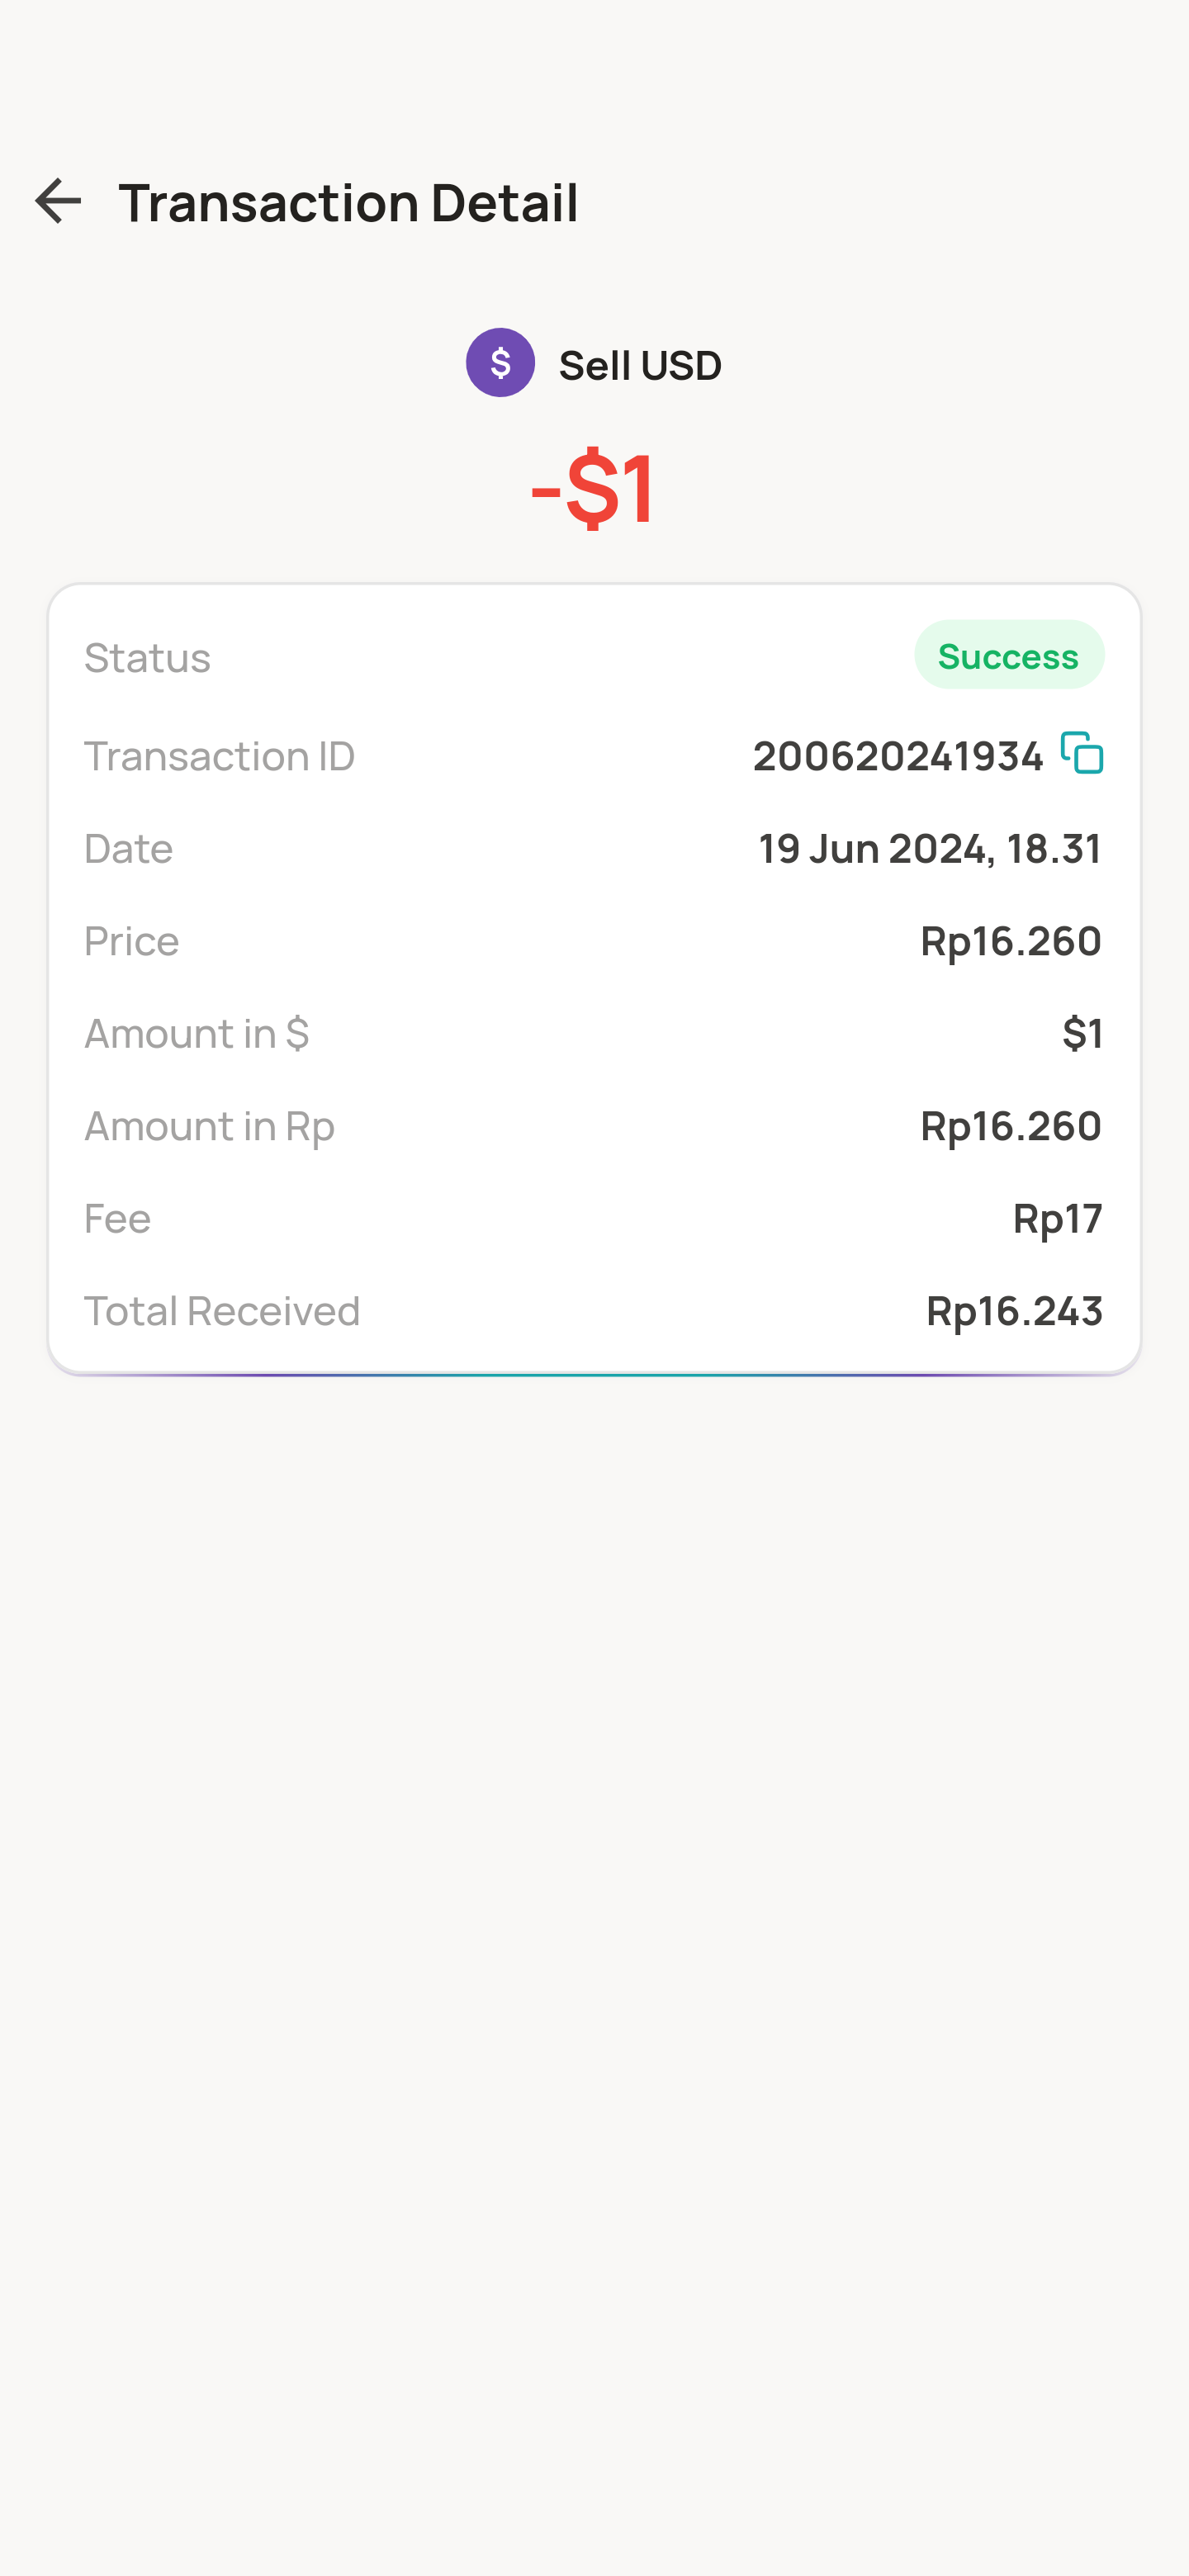 Transaction Detail
$ Sell USD
-$1
Status Success
Transaction ID 200620241934
Date 19 Jun 2024, 18.31
Price Rp16.260
Amount in $ $1
Amount in Rp Rp16.260
Fee Rp17
Total Received Rp16.243